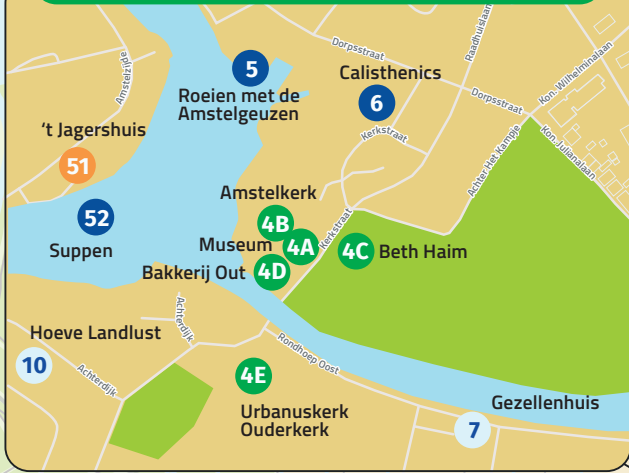 Dorpsstraat
Raadhuislaan
Amstelzijde
5
Roeien met de
Amstelgeuzen
Calisthenics
6
Dorpsstraat
Kon. Wilhelminalaan
Kon. Julianalaan
Kerkstraat
Achter Het Kampje
't Jagershuis
51
52
Suppen
Amstelkerk
4B
Museum
4A
Kerkstraat
4C
Beth Haim
Bakkerij Out
4D
Achterdijk
Hoeve Landlust
10
Achterdijk
Rondhoep Oost
4E
Urbanuskerk
Ouderkerk
Gezellenhuis
7